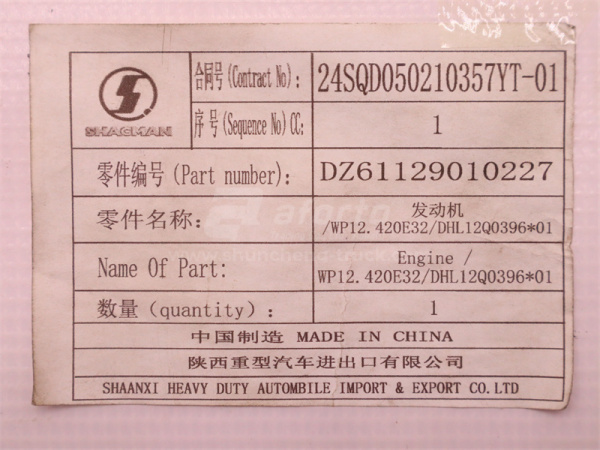 SHACMAN
合同号(Contract No): 24SQD050210357YT-01
序号(Sequence No)CC: 1
零件编号(Part number): DZ61129010227
零件名称: 发动机
/WP12.420E32/DHL12Q0396*01
Name Of Part: Engine /
WP12.420E32/DHL12Q0396*01
数量(quantity): 1
中国制造 MADE IN CHINA
陕西重型汽车进出口有限公司
SHAANXI HEAVY DUTY AUTOMBILE IMPORT & EXPORT CO.LTD